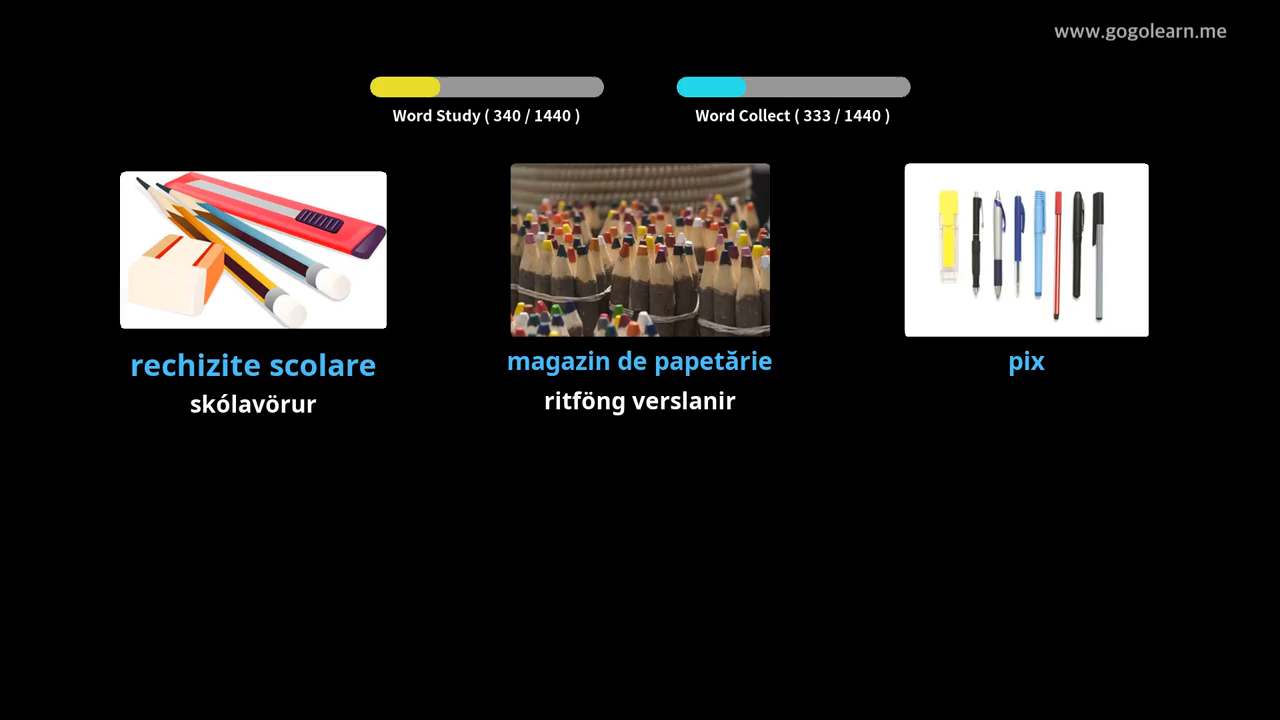 www.gogolearn.me
Word Study ( 340 / 1440 )
Word Collect ( 333 / 1440 )
rechizite scolare
skólavörur
magazin de papetărie
ritföng verslanir
pix